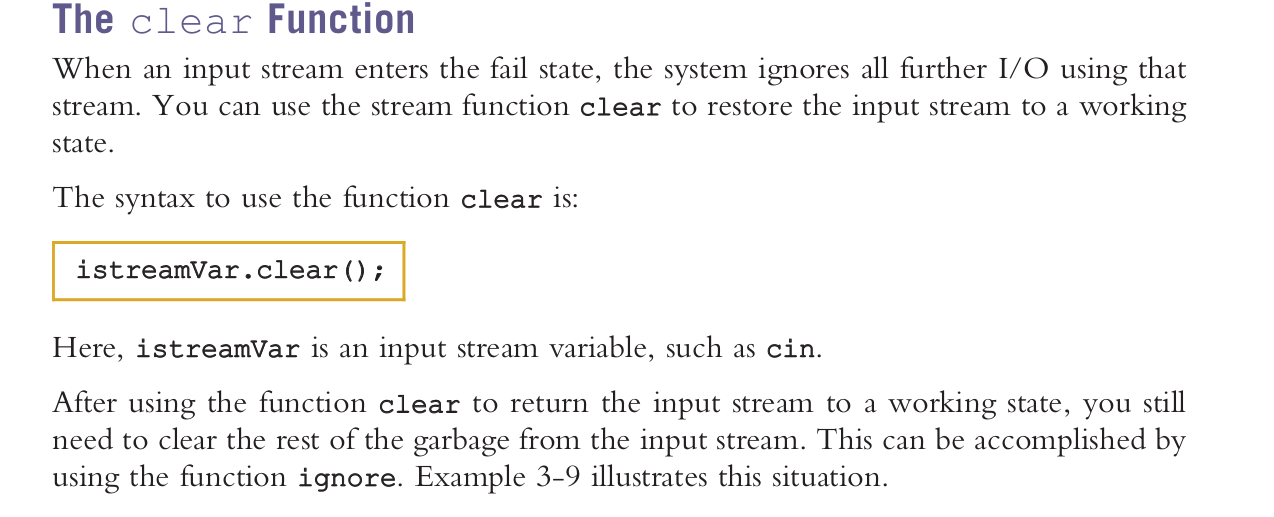 The clear Function
When an input stream enters the fail state, the system ignores all further I/O using that
stream. You can use the stream function clear to restore the input stream to a working
state.
The syntax to use the function clear is:
istreamVar.clear();
Here, istreamVar is an input stream variable, such as cin.
After using the function clear to return the input stream to a working state, you still
need to clear the rest of the garbage from the input stream. This can be accomplished by
using the function ignore. Example 3-9 illustrates this situation.